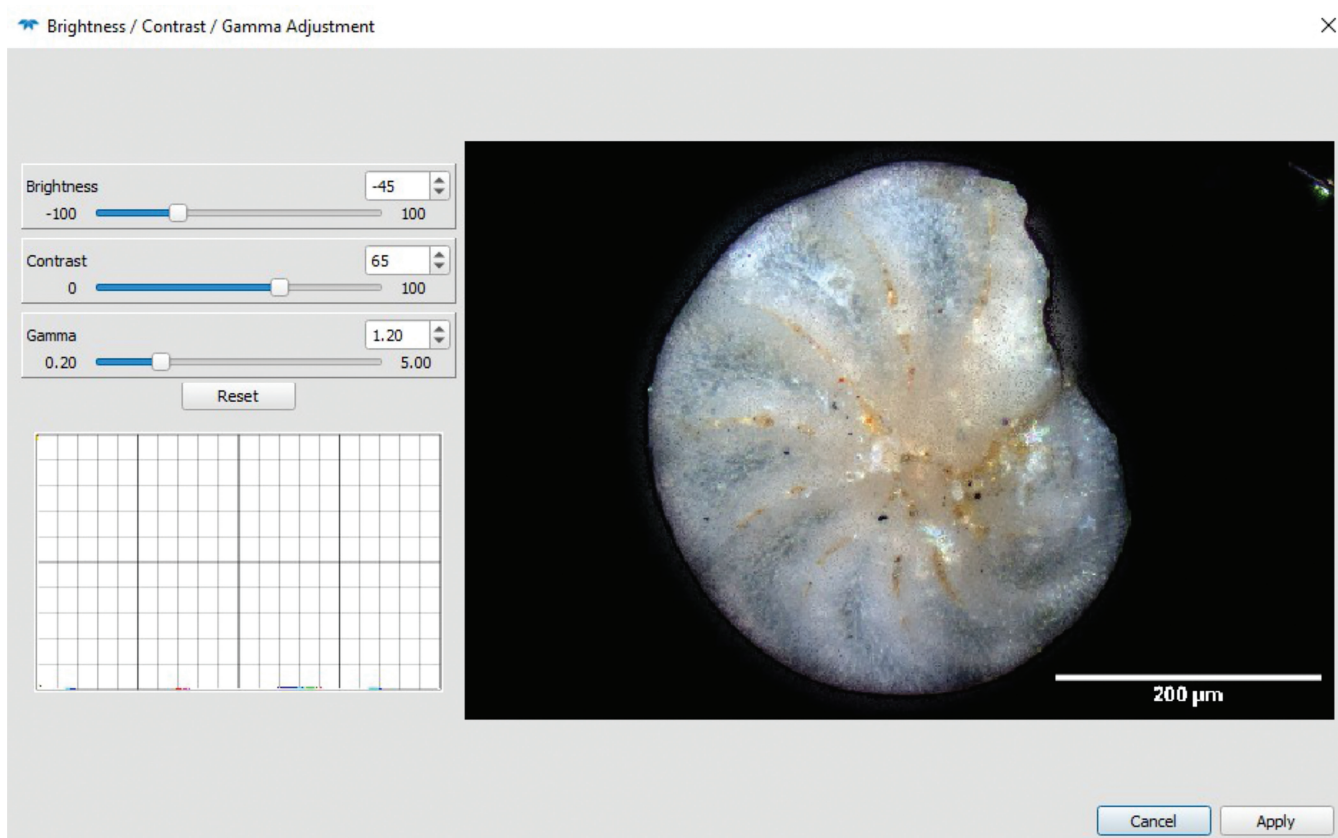 Brightness / Contrast / Gamma Adjustment
Brightness
-45
-100
100
Contrast
65
0
100
Gamma
1.20
0.20
5.00
Reset
200 µm
Cancel
Apply